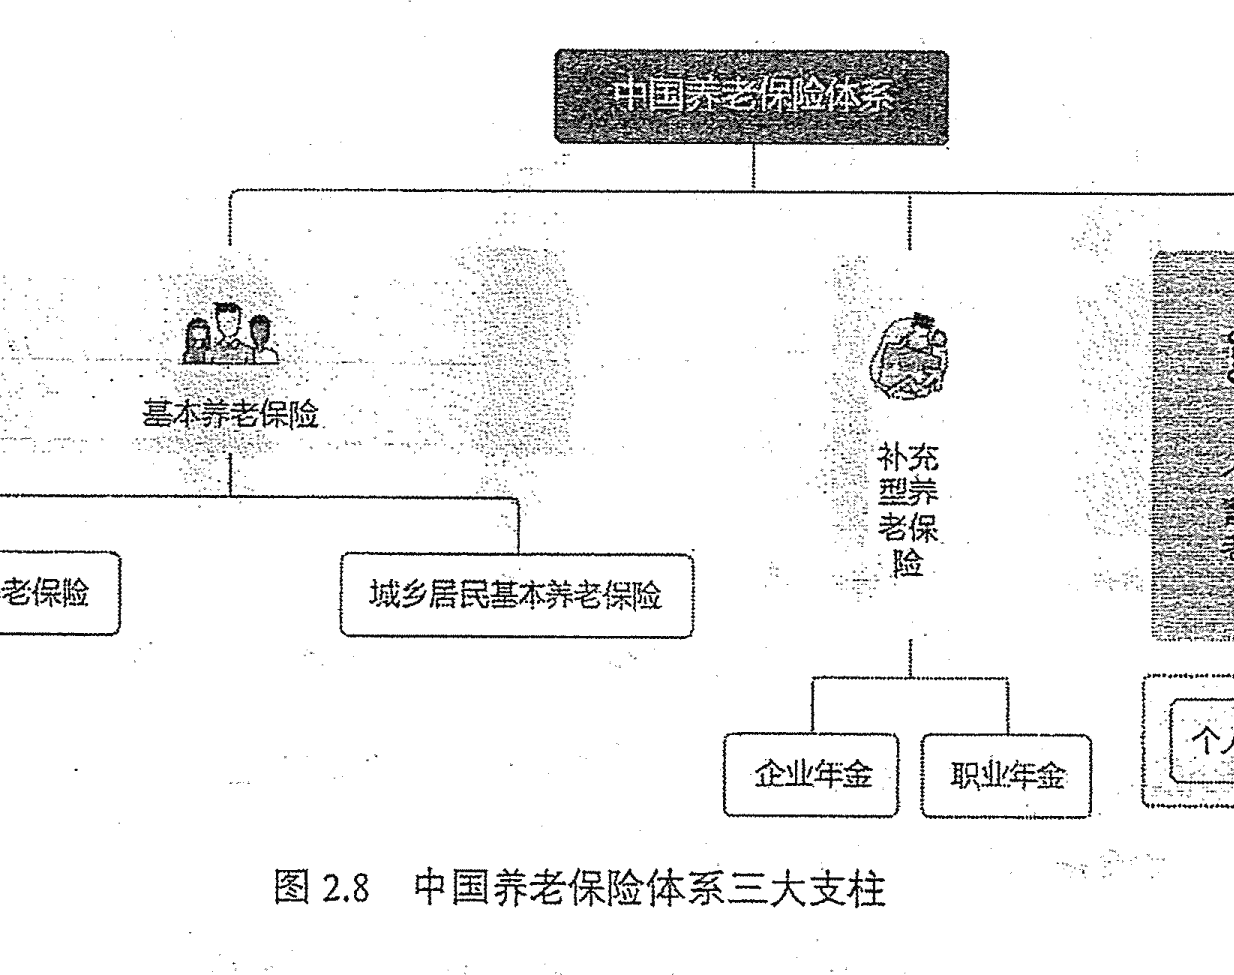 中国养老保险体系
基本养老保险
补充
型养
老保
险
老保险
城乡居民基本养老保险
企业年金
职业年金
个人
图 2.8 中国养老保险体系三大支柱